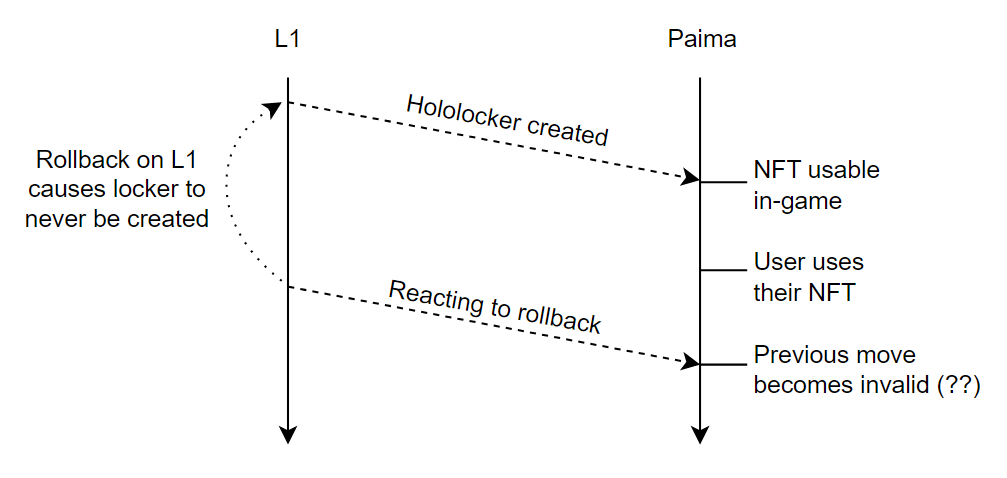 L1
Paima
Hololocker created
Rollback on L1
causes locker to
never be created
NFT usable
in-game
User uses
their NFT
Reacting to rollback
Previous move
becomes invalid (??)